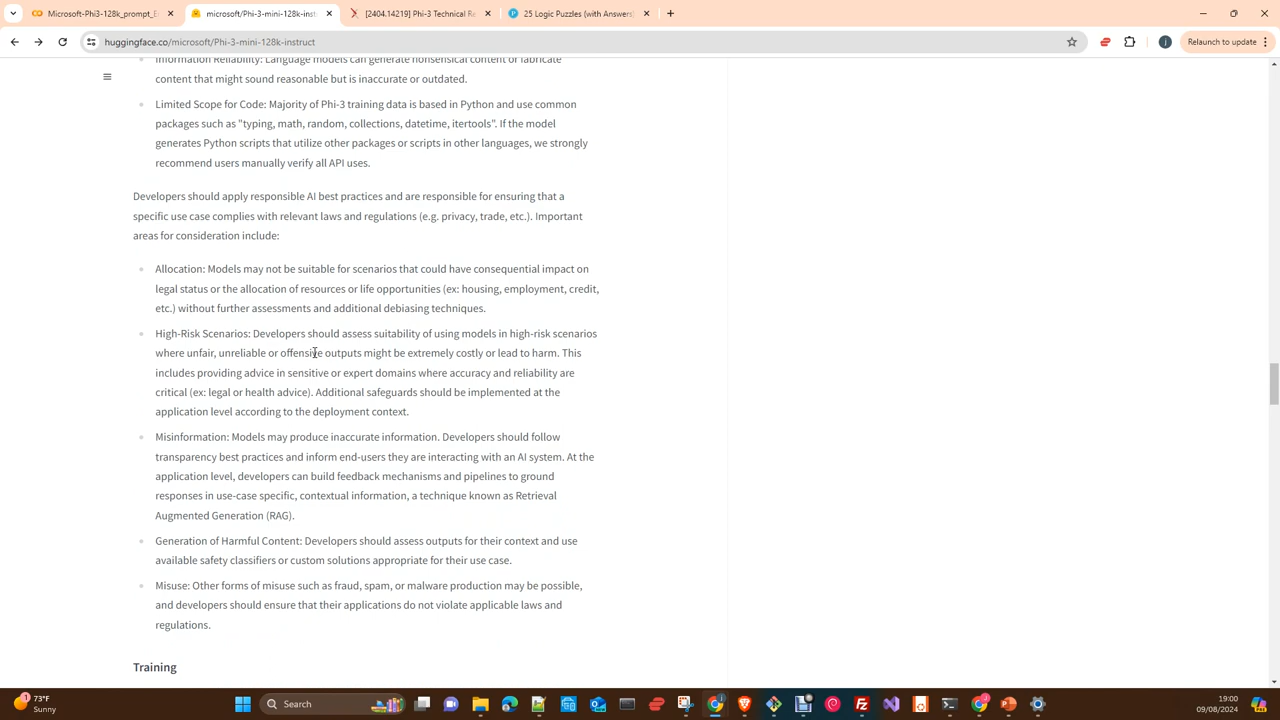 Microsoft-Phi3-128k_prompt_E
microsoft/Phi-3-mini-128k-inst
[2404.14219] Phi-3 Technical Re
25 Logic Puzzles (with Answers)
huggingface.co/microsoft/Phi-3-mini-128k-instruct
Relaunch to update
Information Reliability: Language models can generate nonsensical content or fabricate
content that might sound reasonable but is inaccurate or outdated.
Limited Scope for Code: Majority of Phi-3 training data is based in Python and use common
packages such as "typing, math, random, collections, datetime, itertools". If the model
generates Python scripts that utilize other packages or scripts in other languages, we strongly
recommend users manually verify all API uses.
Developers should apply responsible AI best practices and are responsible for ensuring that a
specific use case complies with relevant laws and regulations (e.g. privacy, trade, etc.). Important
areas for consideration include:
Allocation: Models may not be suitable for scenarios that could have consequential impact on
legal status or the allocation of resources or life opportunities (ex: housing, employment, credit,
etc.) without further assessments and additional debiasing techniques.
High-Risk Scenarios: Developers should assess suitability of using models in high-risk scenarios
where unfair, unreliable or offensive outputs might be extremely costly or lead to harm. This
includes providing advice in sensitive or expert domains where accuracy and reliability are
critical (ex: legal or health advice). Additional safeguards should be implemented at the
application level according to the deployment context.
Misinformation: Models may produce inaccurate information. Developers should follow
transparency best practices and inform end-users they are interacting with an AI system. At the
application level, developers can build feedback mechanisms and pipelines to ground
responses in use-case specific, contextual information, a technique known as Retrieval
Augmented Generation (RAG).
Generation of Harmful Content: Developers should assess outputs for their context and use
available safety classifiers or custom solutions appropriate for their use case.
Misuse: Other forms of misuse such as fraud, spam, or malware production may be possible,
and developers should ensure that their applications do not violate applicable laws and
regulations.
Training
73°F
Sunny
Search
19:00
09/08/2024